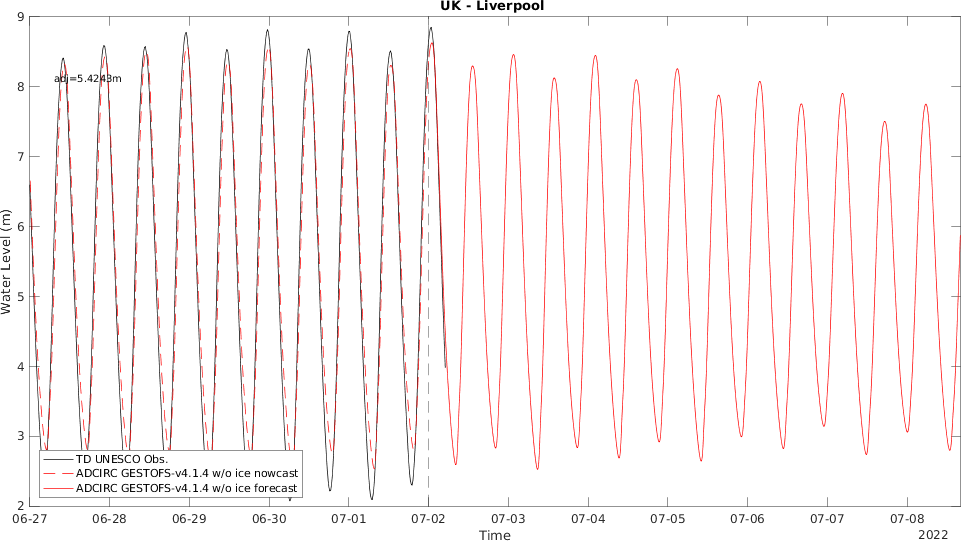 UK - Liverpool
9
8
7
6
5
4
3
2
Water Level (m)
adj=5.4243m
TD UNESCO Obs.
ADCIRC GESTOFS-v4.1.4 w/o ice nowcast
ADCIRC GESTOFS-v4.1.4 w/o ice forecast
06-27 06-28 06-29 06-30 07-01 07-02 07-03 07-04 07-05 07-06 07-07 07-08
Time
2022